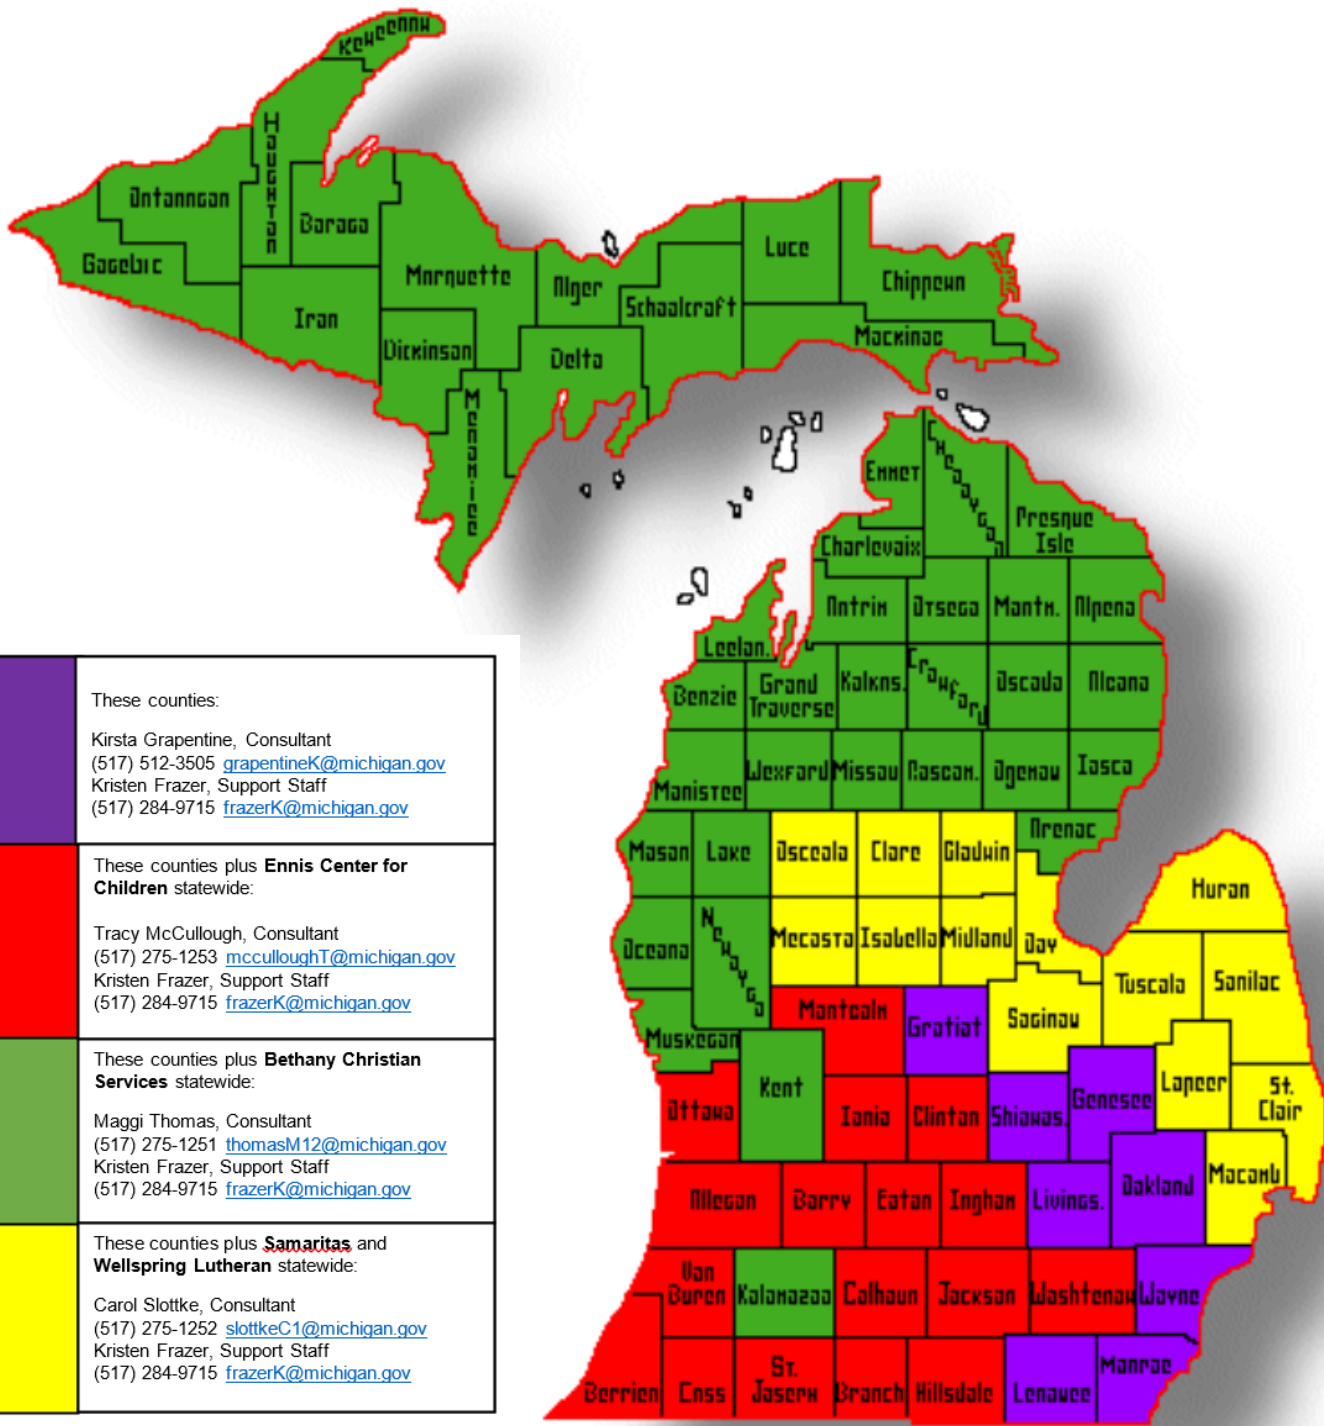 Keweenaw
Houghton
Ontonagon
Baraga
Gogebic
Marquette
Alger
Luce
Chippewa
Schoolcraft
Iron
Mackinac
Dickinson
Delta
Menominee
Emmet
Cheboygan
Presque
Isle
Charlevoix
Antrim
Otsego
Montm.
Alpena
Leelan.
Benzie
Grand
Traverse
Kalkns.
Crawford
Oscoda
Alcona
Manistee
Wexford
Missau
Roscom.
Ogemaw
Iosco
Arenac
Mason
Lake
Osceola
Clare
Gladwin
Huron
Oceana
Newaygo
Mecosta
Isabella
Midland
Bay
Tuscola
Sanilac
Muskegon
Montcalm
Gratiot
Saginaw
Lapeer
St.
Clair
Ottawa
Kent
Ionia
Clinton
Shiawas.
Genesee
Allegan
Barry
Eaton
Ingham
Livings.
Oakland
Macomb
Van
Buren
Kalamazoo
Calhoun
Jackson
Washtenaw
Wayne
Berrien
Cass
St.
Joseph
Branch
Hillsdale
Lenawee
Monroe
These counties:
Kirsta Grapentine, Consultant
(517) 512-3505 grapentineK@michigan.gov
Kristen Frazer, Support Staff
(517) 284-9715 frazerK@michigan.gov
These counties plus Ennis Center for
Children statewide:
Tracy McCullough, Consultant
(517) 275-1253 mcculloughT@michigan.gov
Kristen Frazer, Support Staff
(517) 284-9715 frazerK@michigan.gov
These counties plus Bethany Christian
Services statewide:
Maggi Thomas, Consultant
(517) 275-1251 thomasM12@michigan.gov
Kristen Frazer, Support Staff
(517) 284-9715 frazerK@michigan.gov
These counties plus Samaritas and
Wellspring Lutheran statewide:
Carol Slottke, Consultant
(517) 275-1252 slottkeC1@michigan.gov
Kristen Frazer, Support Staff
(517) 284-9715 frazerK@michigan.gov